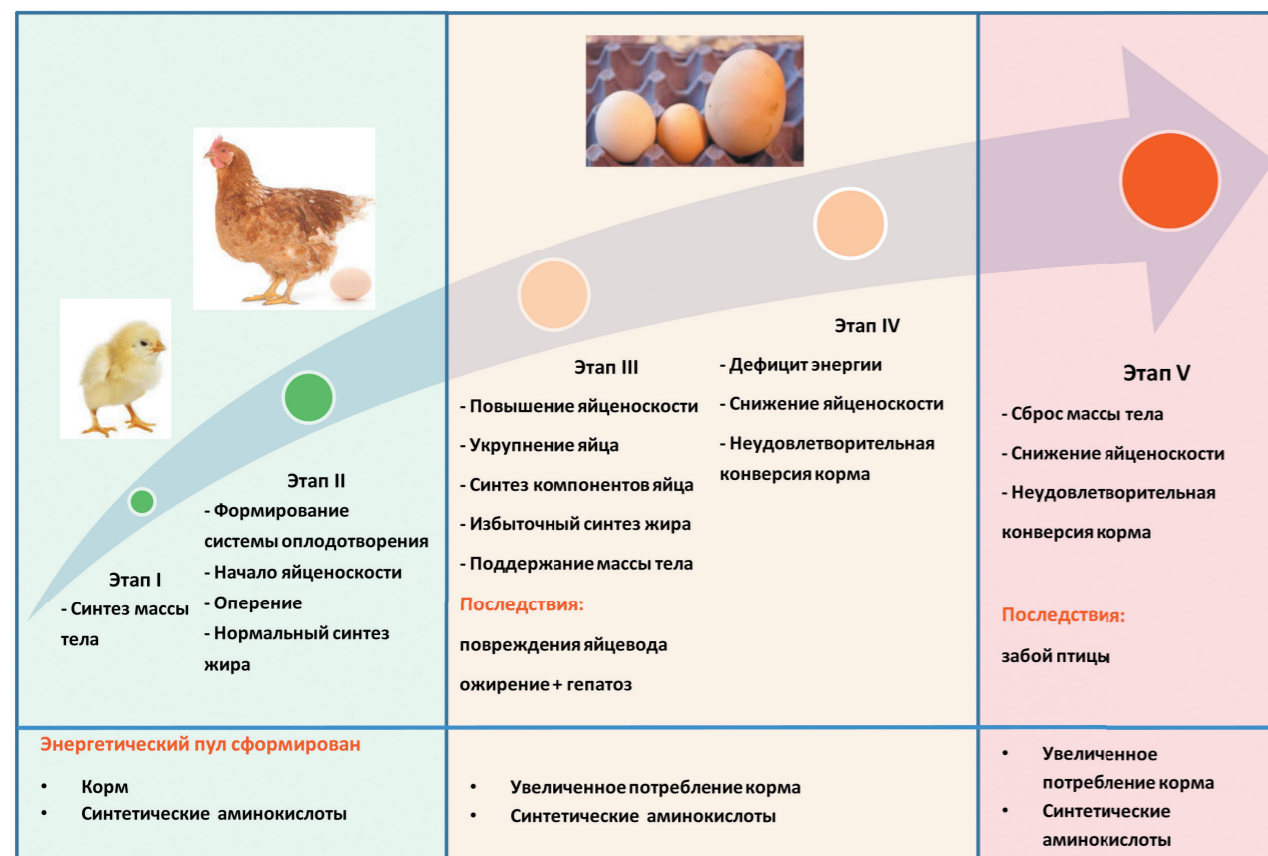 Этап I
- Синтез массы
тела
Этап II
- Формирование
системы оплодотворения
- Начало яйценоскости
- Оперение
- Нормальный синтез
жира
Этап III
- Повышение яйценоскости
- Укрупнение яйца
- Синтез компонентов яйца
- Избыточный синтез жира
- Поддержание массы тела
Последствия:
повреждения яйцевода
ожирение + гепатоз
Этап IV
- Дефицит энергии
- Снижение яйценоскости
- Неудовлетворительная
конверсия корма
Этап V
- Сброс массы тела
- Снижение яйценоскости
- Неудовлетворительная
конверсия корма
Последствия:
забой птицы
Энергетический пул сформирован
• Корм
• Синтетические аминокислоты
• Увеличенное потребление корма
• Синтетические аминокислоты
• Увеличенное
потребление корма
• Синтетические
аминокислоты